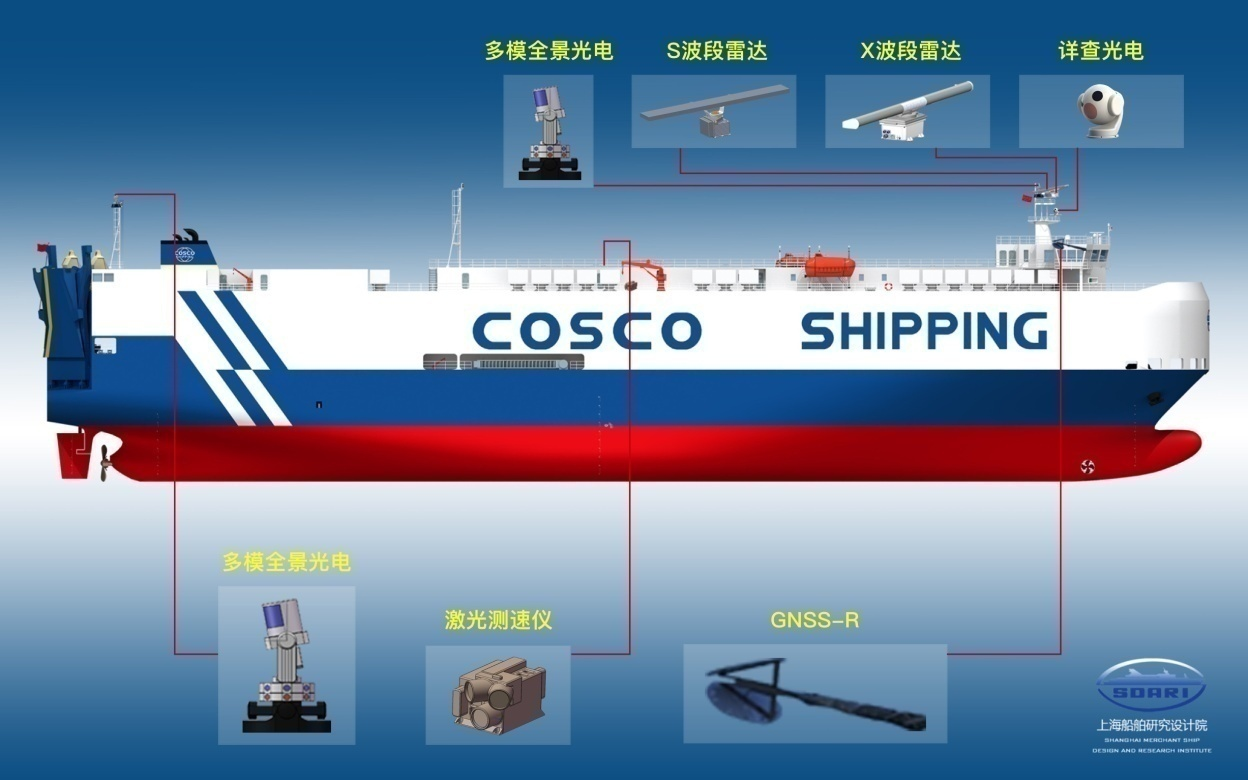 多模全景光电
S波段雷达
X波段雷达
详查光电
COSCO
COSCO SHIPPING
多模全景光电
激光测速仪
GNSS-R
SDARI
上海船舶研究设计院
SHANGHAI MERCHANT SHIP
DESIGN AND RESEARCH INSTITUTE